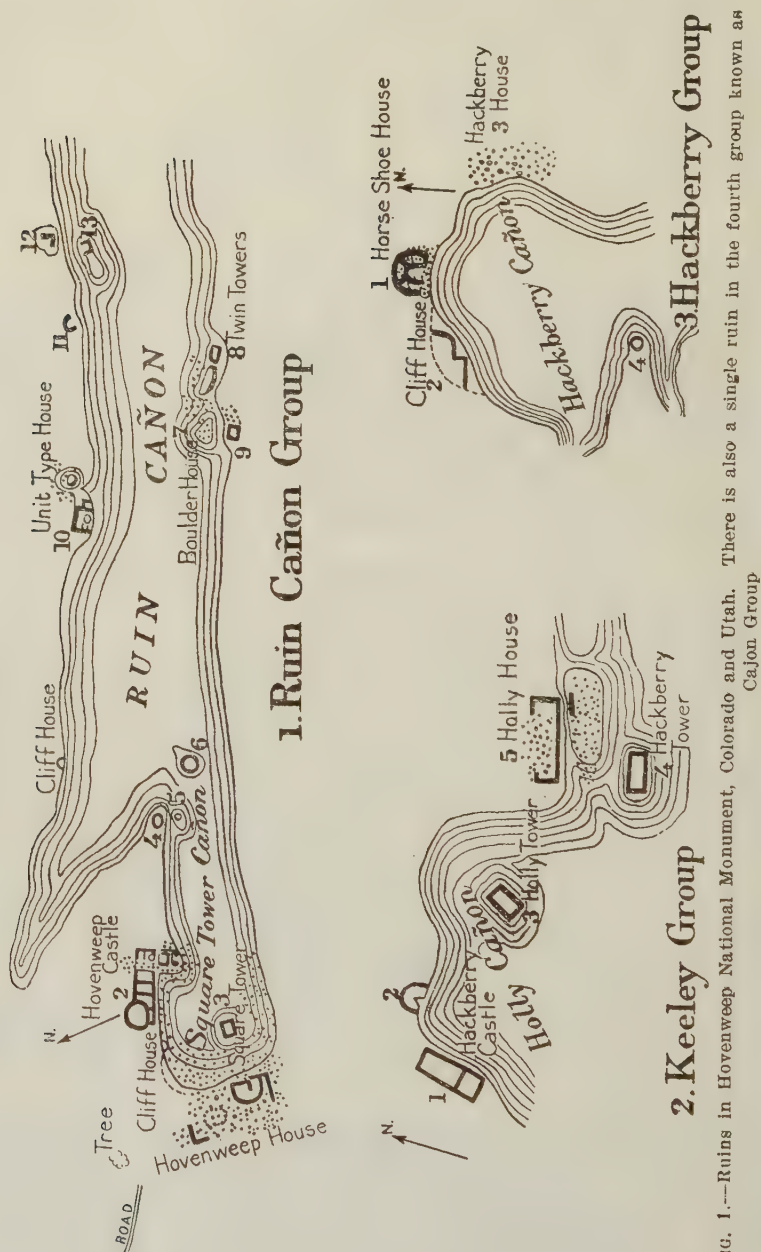 ROAD
Tree
N.
Hovenweep
Castle
2
Cliff House
Square Tower Cañon
3
Square Tower
Hovenweep House
4
5
6
Cliff House
RUIN CAÑON
Unit Type House
10
11
12
13
Boulder House
7
8 Twin Towers
9
1. Ruin Cañon Group
N.
1
Hackberry
Castle
2
Holly Cañon
3 Holly Tower
5 Holly House
4 Hackberry
Tower
2. Keeley Group
1 Horse Shoe House
N.
Cliff House
2
Hackberry
3 House
Hackberry Cañon
4
3. Hackberry Group
G. 1.—Ruins in Hovenweep National Monument, Colorado and Utah. There is also a single ruin in the fourth group known as
Cajon Group